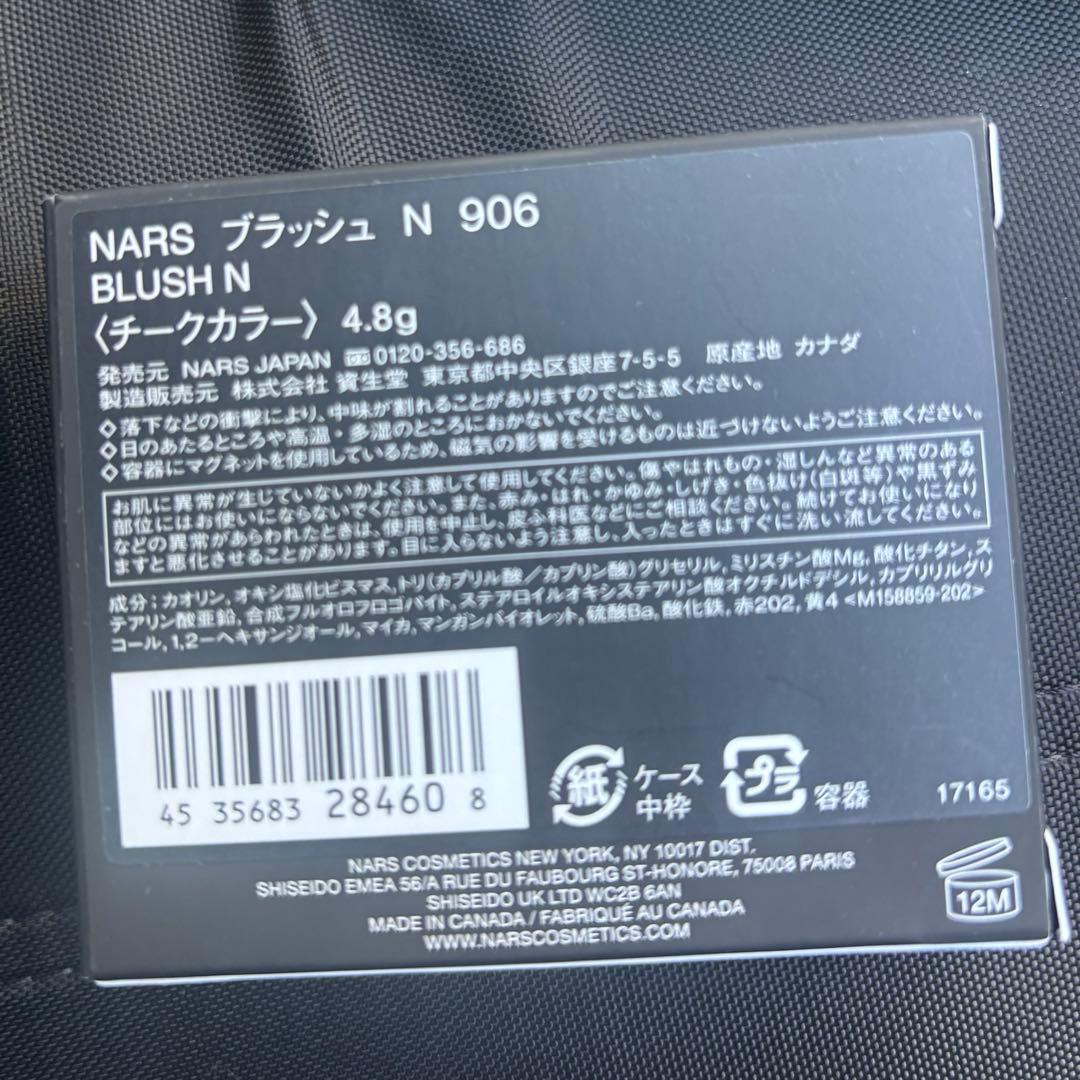 NARS ブラッシュ N 906
BLUSH N
〈チークカラー〉 4.8g
発売元 NARS JAPAN 0120-356-686
製造販売元 株式会社 資生堂 東京都中央区銀座7-5-5 原産地 カナダ
◇落下などの衝撃により、中味が割れることがありますのでご注意ください。
◇日のあたるところや高温・多湿のところにおかないでください。
◇容器にマグネットを使用しているため、磁気の影響を受けるものは近づけないようご注意ください。
お肌に異常が生じていないかよく注意して使用してください。傷やはれもの・湿しんなど異常のある
部位にはお使いにならないでください。また、赤み・はれ・かゆみ・しげき・色抜け(白斑等)や黒ずみ
などの異常があらわれたときは、使用を中止し、皮ふ科医などにご相談ください。続けてお使いになり
ますと悪化させることがあります。目に入らないよう注意し、入ったときはすぐに洗い流してください。
成分:カオリン,オキシ塩化ビスマス,トリ(カプリル酸/カプリン酸)グリセリル,ミリスチン酸Mg,酸化チタン,ス
テアリン酸亜鉛,合成フルオロフロゴパイト,ステアロイルオキシステアリン酸オクチルドデシル,カプリリルグリ
コール,1,2-ヘキサンジオール,マイカ,マンガンバイオレット,硫酸Ba,酸化鉄,赤202,黄4 <M158859-202>
45 35683 28460 8
紙 ケース
中枠
プラ 容器
17165
NARS COSMETICS NEW YORK, NY 10017 DIST.
SHISEIDO EMEA 56/A RUE DU FAUBOURG ST-HONORE, 75008 PARIS
SHISEIDO UK LTD WC2B 6AN
MADE IN CANADA / FABRIQUÉ AU CANADA
WWW.NARSCOSMETICS.COM
12M